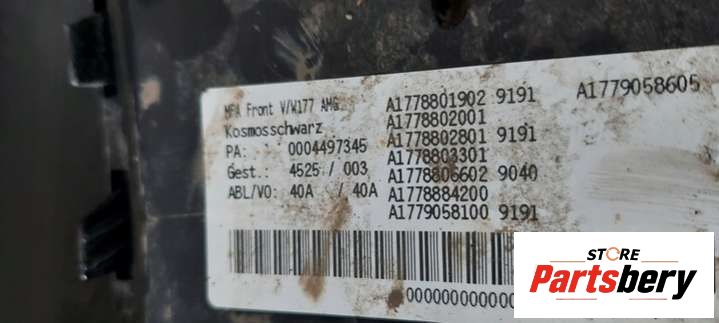 MFA Front V/W177 AMG
Kosmosschwarz
PA: 0004497345
Gest.: 4525 / 003
ABL/VO: 40A / 40A
A1778801902 9191
A1778802001
A1778802801 9191
A1778803301
A1778806602 9040
A1778884200
A1779058100 9191
A1779058605
000000000000
STORE
Partsbery